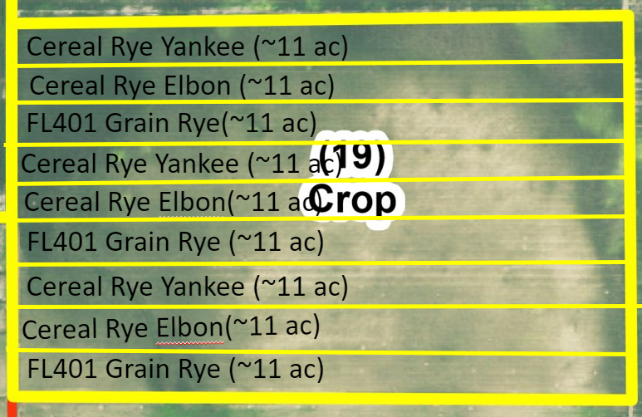 Cereal Rye Yankee (~11 ac)
Cereal Rye Elbon (~11 ac)
FL401 Grain Rye(~11 ac)
Cereal Rye Yankee (~11 ac)
(19)
Cereal Rye Elbon(~11 ac)
Crop
FL401 Grain Rye (~11 ac)
Cereal Rye Yankee (~11 ac)
Cereal Rye Elbon(~11 ac)
FL401 Grain Rye (~11 ac)